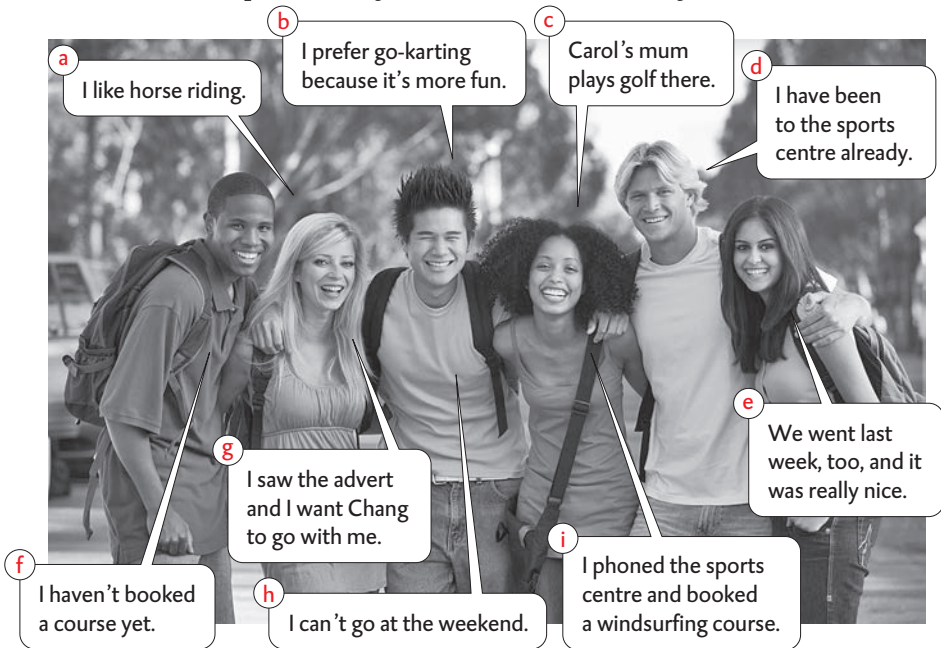 b
I prefer go-karting
because it's more fun.
c
Carol's mum
plays golf there.
a
I like horse riding.
d
I have been
to the sports
centre already.
e
We went last
week, too, and it
was really nice.
g
I saw the advert
and I want Chang
to go with me.
f
I haven't booked
a course yet.
h
I can't go at the weekend.
i
I phoned the sports
centre and booked
a windsurfing course.